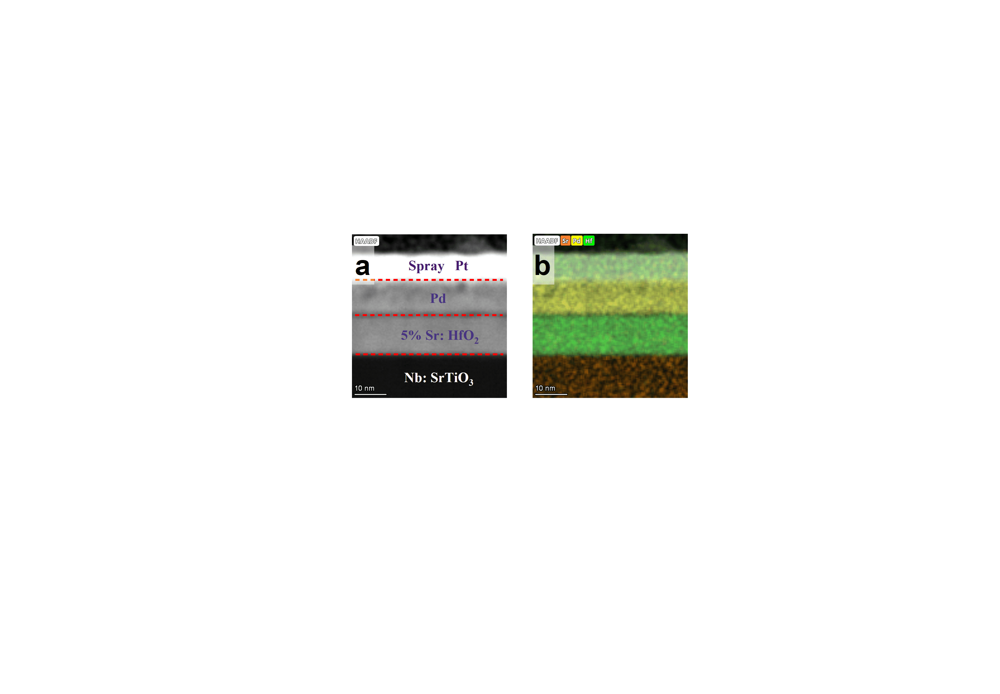 HAADF
a
Spray Pt
Pd
5% Sr: HfO₂
Nb: SrTiO₃
10 nm
HAADF Sr Pd Hf
b
10 nm